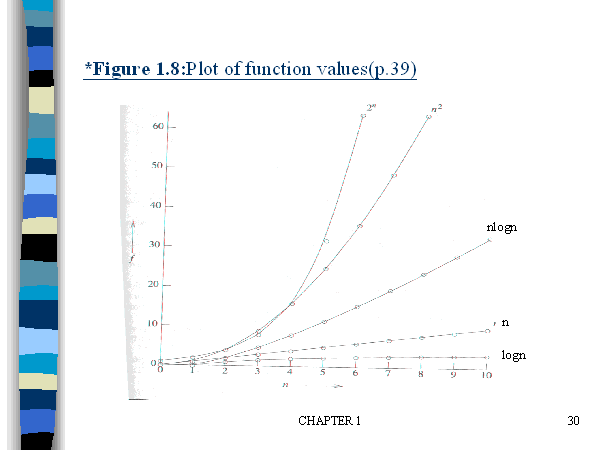 *Figure 1.8:Plot of function values(p.39)
2ⁿ n²
60
50
40
nlogn
30
f
20
10
n
logn
0
0 1 2 3 4 5 6 7 8 9 10
n
CHAPTER 1 30